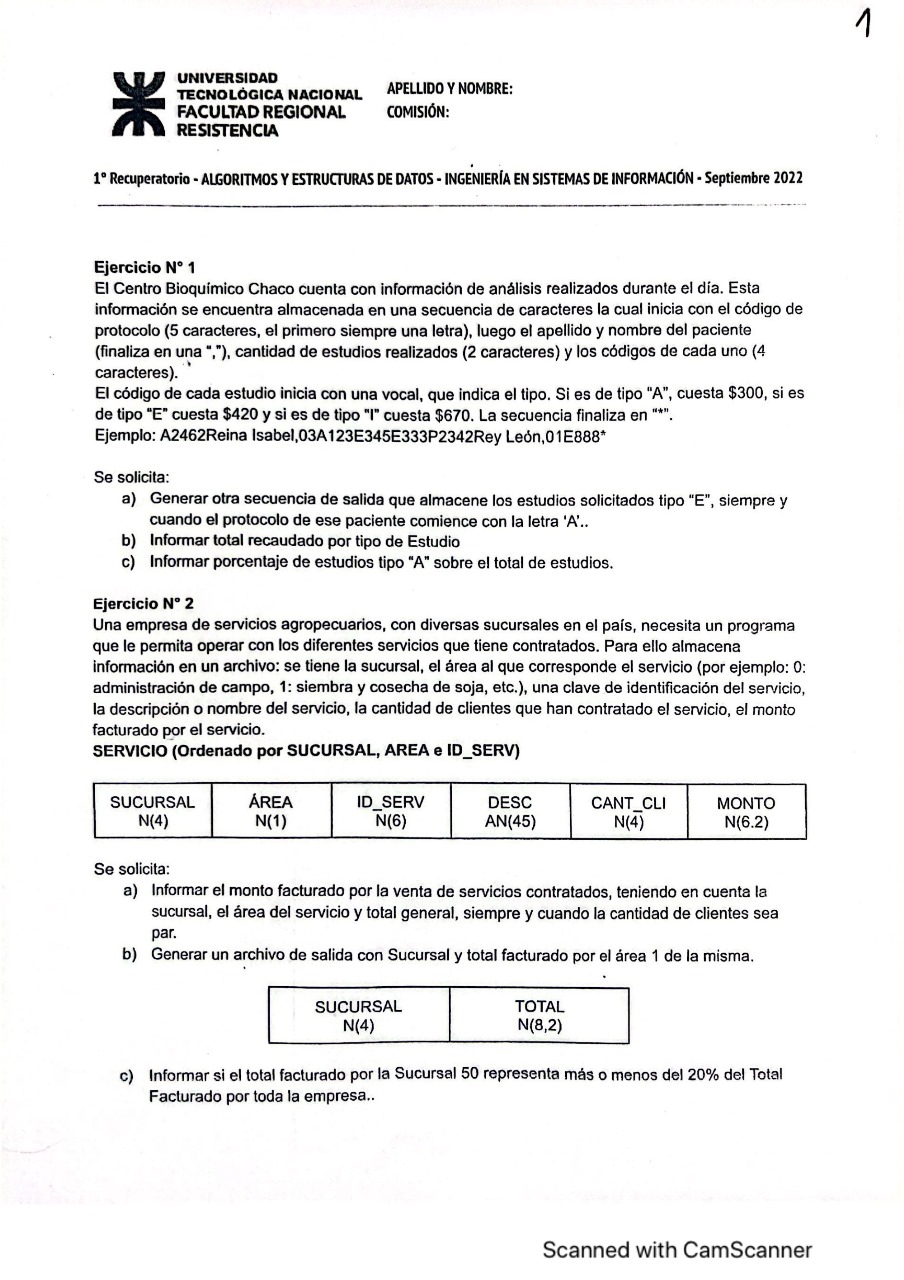 1
UNIVERSIDAD
TECNOLÓGICA NACIONAL
FACULTAD REGIONAL
RESISTENCIA
APELLIDO Y NOMBRE:
COMISIÓN:
1° Recuperatorio - ALGORITMOS Y ESTRUCTURAS DE DATOS - INGENIERÍA EN SISTEMAS DE INFORMACIÓN - Septiembre 2022
Ejercicio N° 1
El Centro Bioquímico Chaco cuenta con información de análisis realizados durante el día. Esta
información se encuentra almacenada en una secuencia de caracteres la cual inicia con el código de
protocolo (5 caracteres, el primero siempre una letra), luego el apellido y nombre del paciente
(finaliza en una ","), cantidad de estudios realizados (2 caracteres) y los códigos de cada uno (4
caracteres).
El código de cada estudio inicia con una vocal, que indica el tipo. Si es de tipo "A", cuesta $300, si es
de tipo "E" cuesta $420 y si es de tipo "I" cuesta $670. La secuencia finaliza en "*".
Ejemplo: A2462Reina Isabel,03A123E345E333P2342Rey León,01E888*
Se solicita:
a) Generar otra secuencia de salida que almacene los estudios solicitados tipo "E", siempre y
cuando el protocolo de ese paciente comience con la letra 'A'..
b) Informar total recaudado por tipo de Estudio
c) Informar porcentaje de estudios tipo "A" sobre el total de estudios.
Ejercicio N° 2
Una empresa de servicios agropecuarios, con diversas sucursales en el país, necesita un programa
que le permita operar con los diferentes servicios que tiene contratados. Para ello almacena
información en un archivo: se tiene la sucursal, el área al que corresponde el servicio (por ejemplo: 0:
administración de campo, 1: siembra y cosecha de soja, etc.), una clave de identificación del servicio,
la descripción o nombre del servicio, la cantidad de clientes que han contratado el servicio, el monto
facturado por el servicio.
SERVICIO (Ordenado por SUCURSAL, AREA e ID_SERV)
SUCURSAL ÁREA ID_SERV DESC CANT_CLI MONTO
N(4) N(1) N(6) AN(45) N(4) N(6.2)
Se solicita:
a) Informar el monto facturado por la venta de servicios contratados, teniendo en cuenta la
sucursal, el área del servicio y total general, siempre y cuando la cantidad de clientes sea
par.
b) Generar un archivo de salida con Sucursal y total facturado por el área 1 de la misma.
SUCURSAL TOTAL
N(4) N(8,2)
c) Informar si el total facturado por la Sucursal 50 representa más o menos del 20% del Total
Facturado por toda la empresa..
Scanned with CamScanner